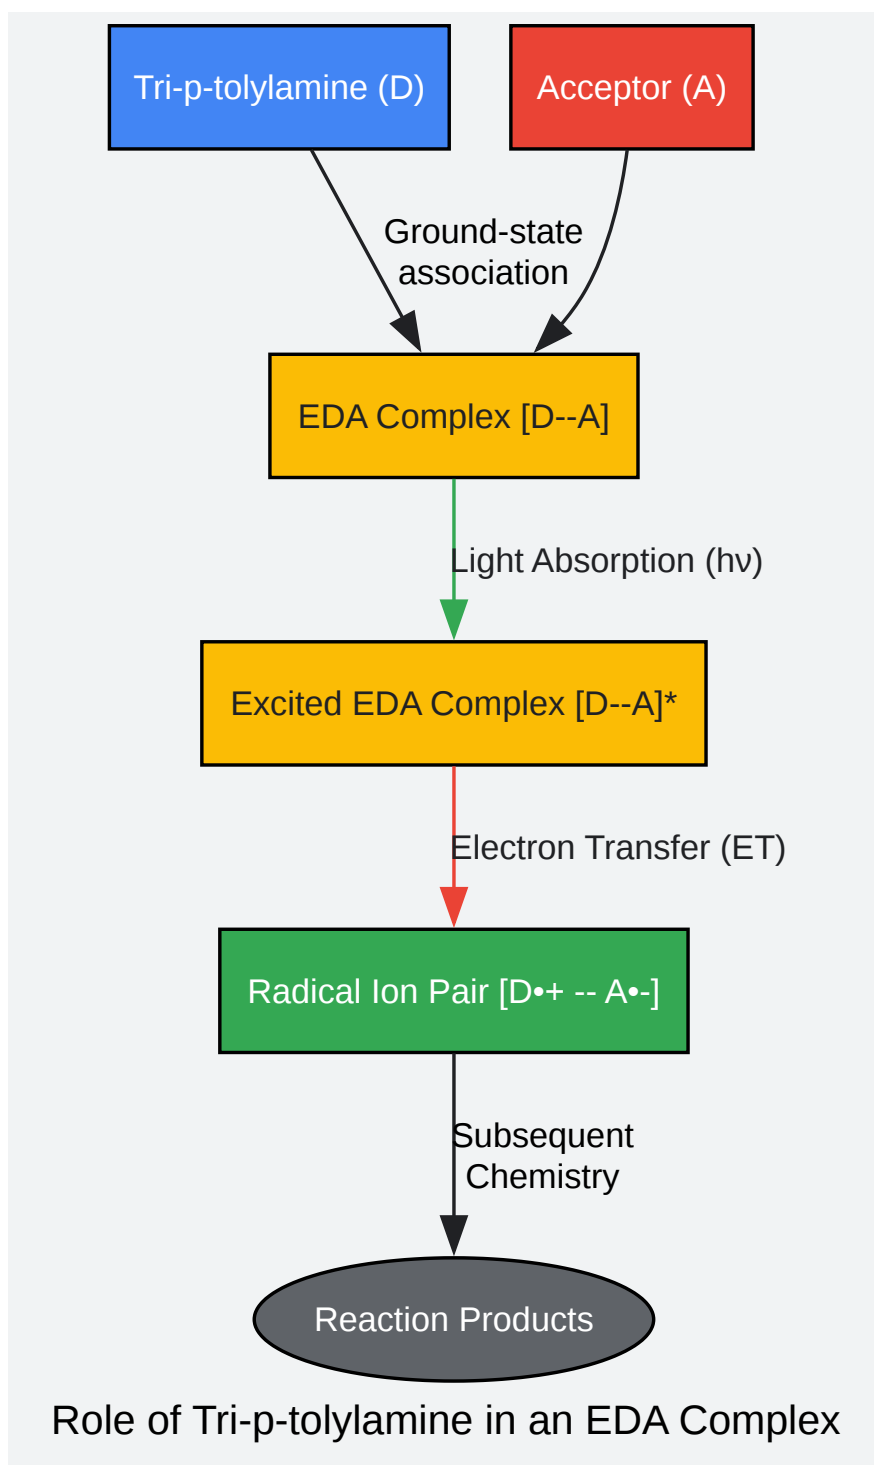 Tri-p-tolylamine (D)
Acceptor (A)
Ground-state
association
EDA Complex [D--A]
Light Absorption (hν)
Excited EDA Complex [D--A]*
Electron Transfer (ET)
Radical Ion Pair [D•+ -- A•-]
Subsequent
Chemistry
Reaction Products
Role of Tri-p-tolylamine in an EDA Complex